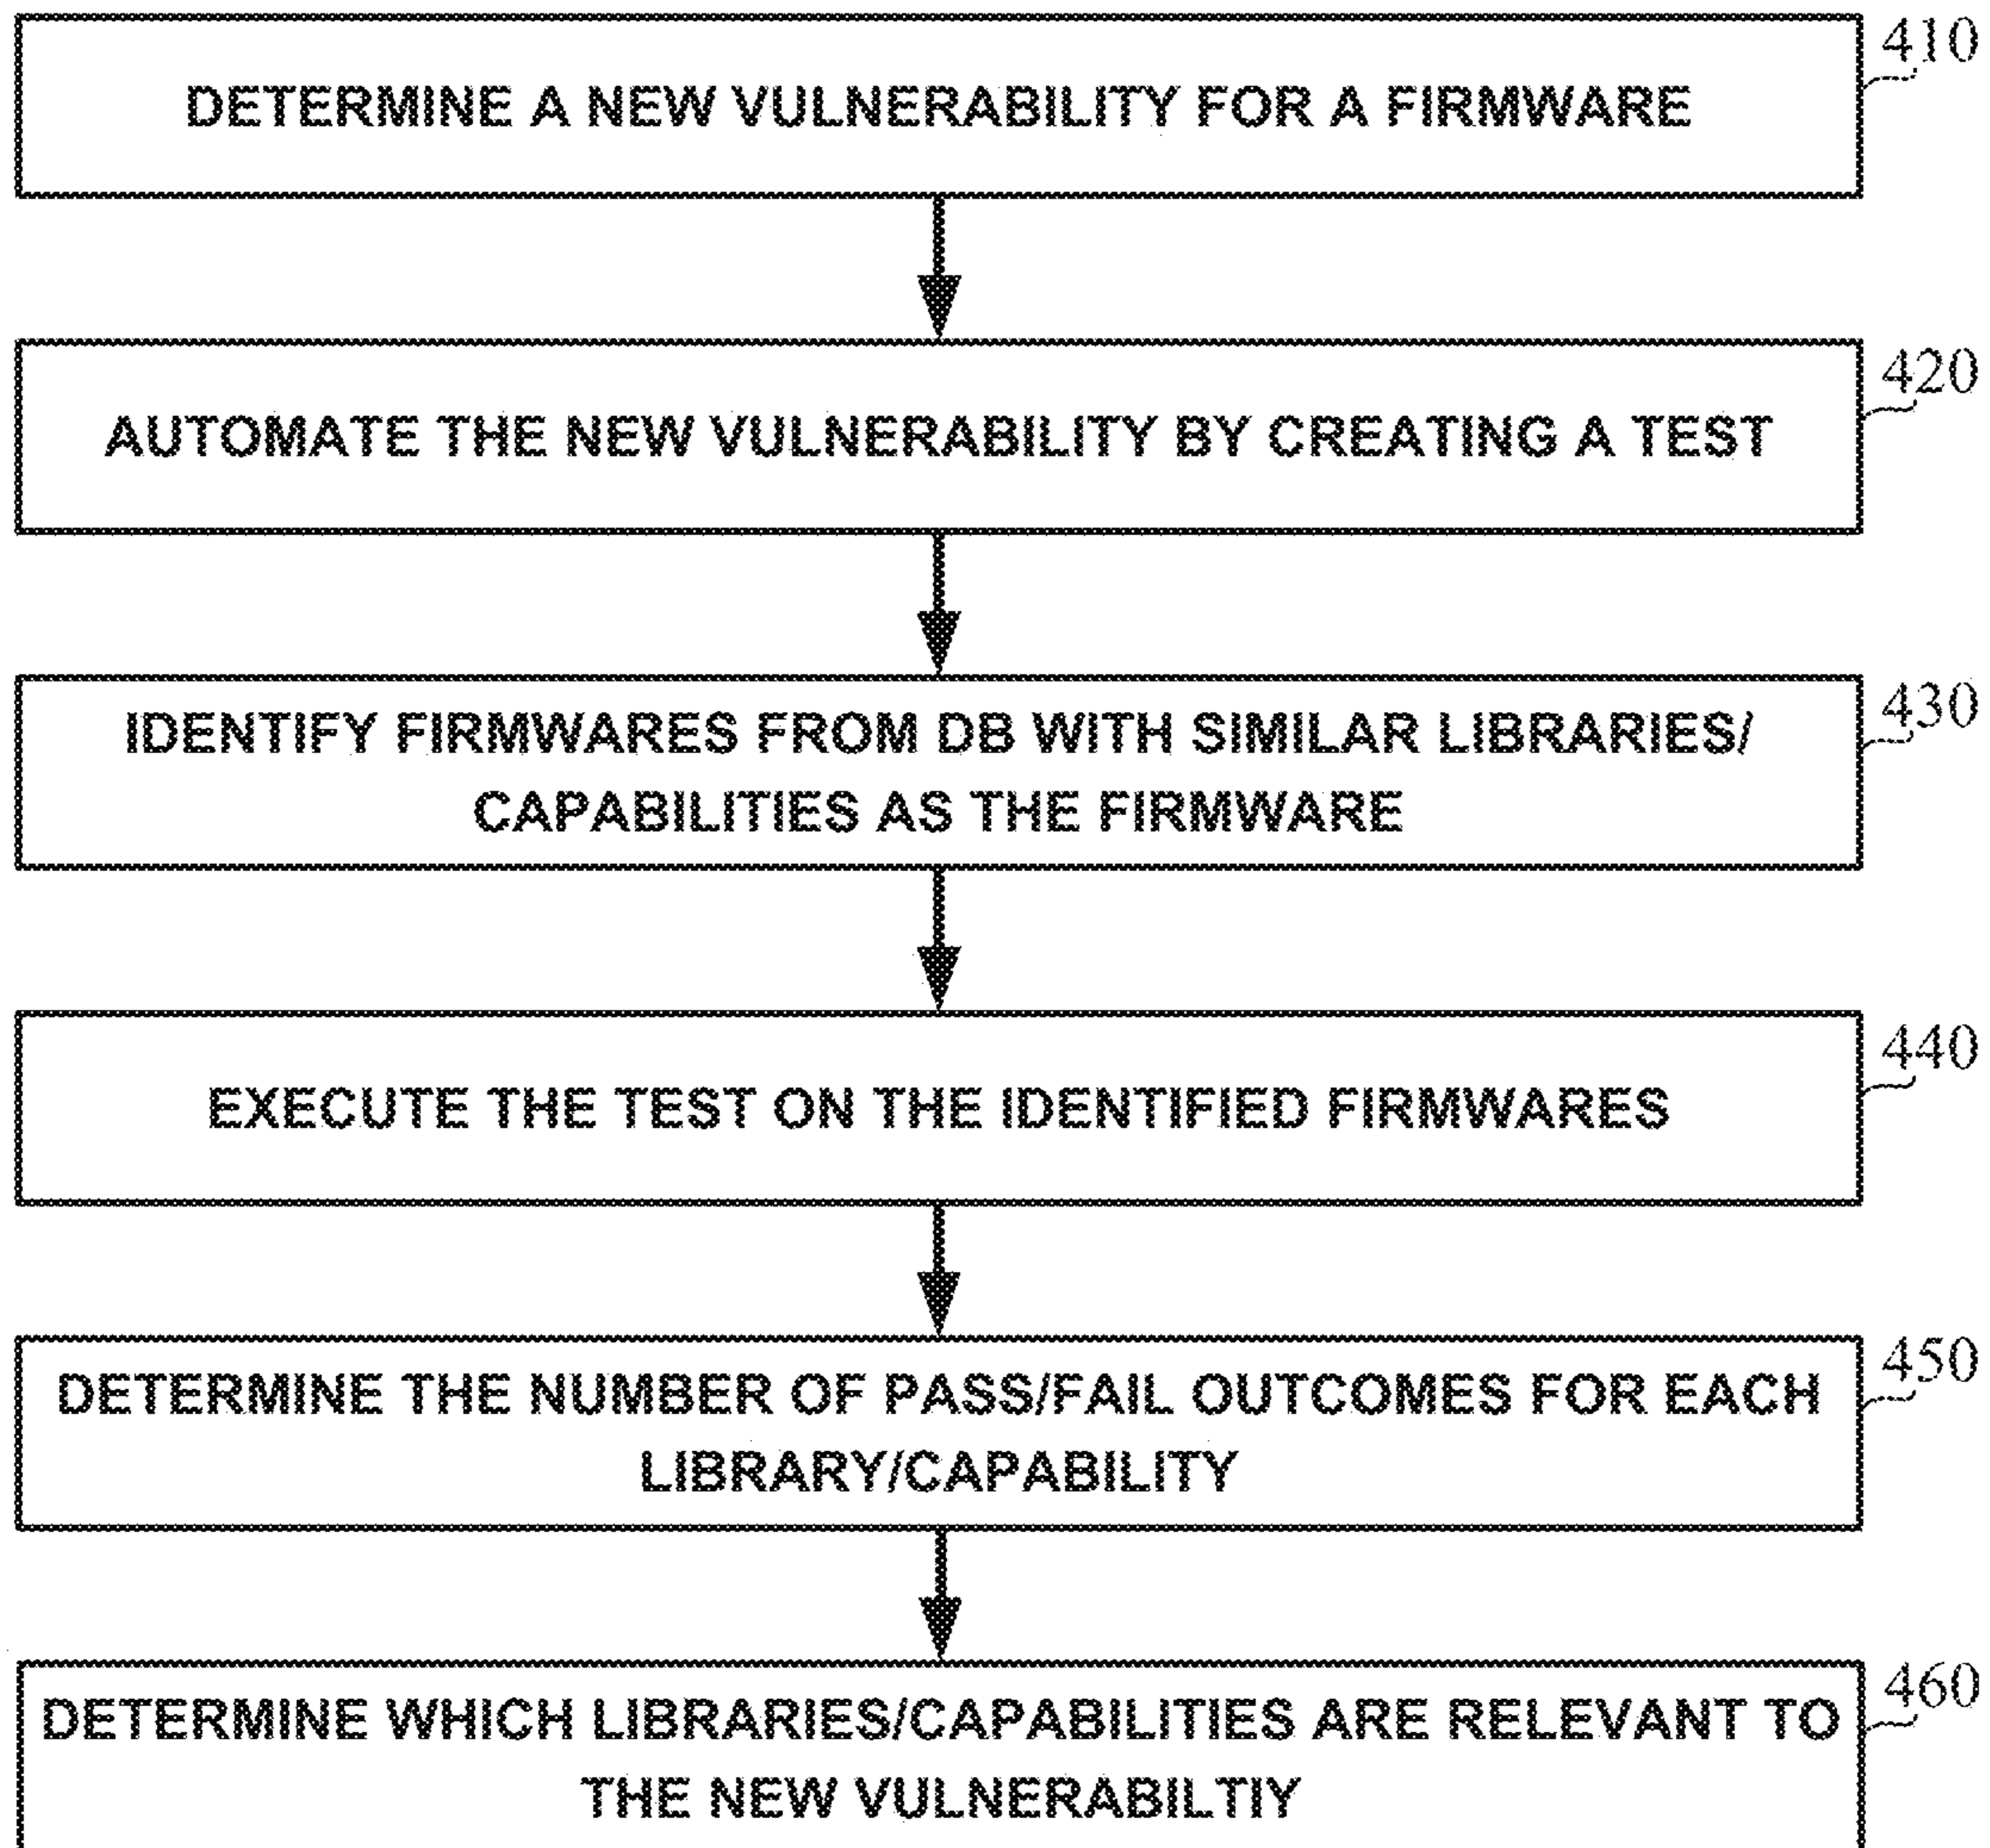 410
DETERMINE A NEW VULNERABILITY FOR A FIRMWARE
420
AUTOMATE THE NEW VULNERABILITY BY CREATING A TEST
430
IDENTIFY FIRMWARES FROM DB WITH SIMILAR LIBRARIES/
CAPABILITIES AS THE FIRMWARE
440
EXECUTE THE TEST ON THE IDENTIFIED FIRMWARES
450
DETERMINE THE NUMBER OF PASS/FAIL OUTCOMES FOR EACH
LIBRARY/CAPABILITY
460
DETERMINE WHICH LIBRARIES/CAPABILITIES ARE RELEVANT TO
THE NEW VULNERABILTIY